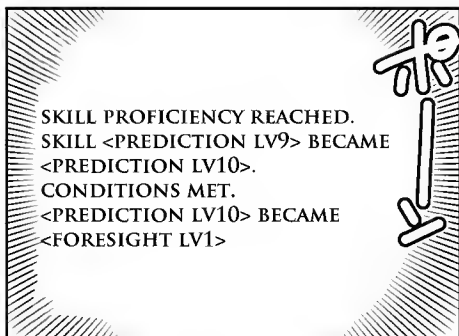 SKILL PROFICIENCY REACHED.
SKILL <PREDICTION LV9> BECAME
<PREDICTION LV10>.
CONDITIONS MET.
<PREDICTION LV10> BECAME
<FORESIGHT LV1>
ポーン